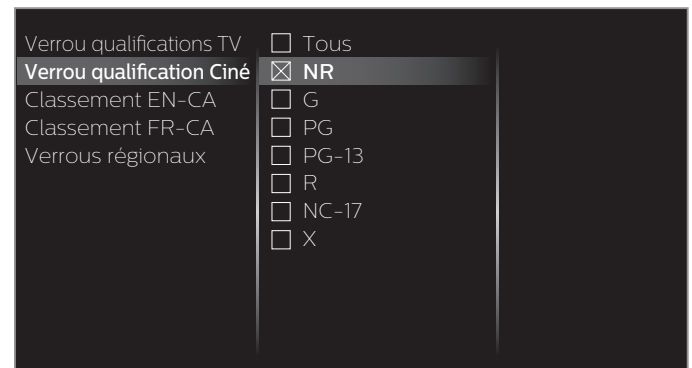 Verrou qualifications TV
Verrou qualification Ciné
Classement EN-CA
Classement FR-CA
Verrous régionaux
Tous
NR
G
PG
PG-13
R
NC-17
X